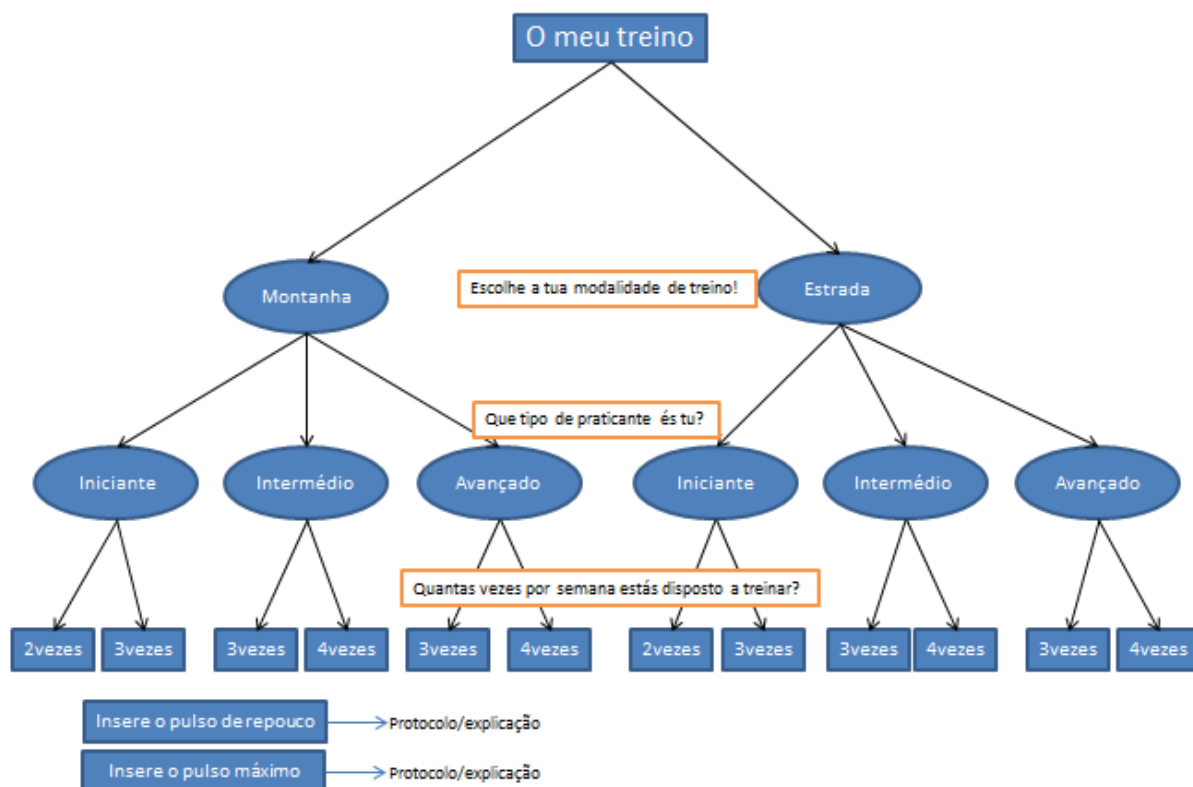 O meu treino
Montanha
Escolhe a tua modalidade de treino!
Estrada
Que tipo de praticante és tu?
Iniciante
Intermédio
Avançado
Iniciante
Intermédio
Avançado
Quantas vezes por semana estás disposto a treinar?
2vezes
3vezes
3vezes
4vezes
3vezes
4vezes
2vezes
3vezes
3vezes
4vezes
3vezes
4vezes
Insere o pulso de repouco
Protocolo/explicação
Insere o pulso máximo
Protocolo/explicação